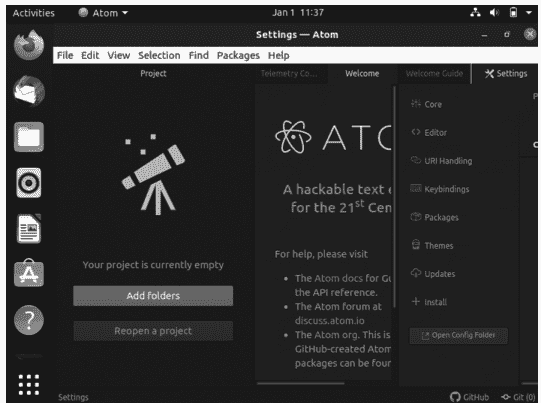 Activities Atom Jan 1 11:37
Settings — Atom
File Edit View Selection Find Packages Help
Project
Telemetry Co... Welcome Welcome Guide Settings
Your project is currently empty
Add folders
Reopen a project
ATO
A hackable text
for the 21st Cen
For help, please visit
• The Atom docs for Gu
the API reference.
• The Atom forum at
discuss.atom.io
• The Atom org. This is
GitHub-created Atom
packages can be four
Core
Editor
URI Handling
Keybindings
Packages
Themes
Updates
+ Install
Open Config Folder
Settings GitHub Git (0)